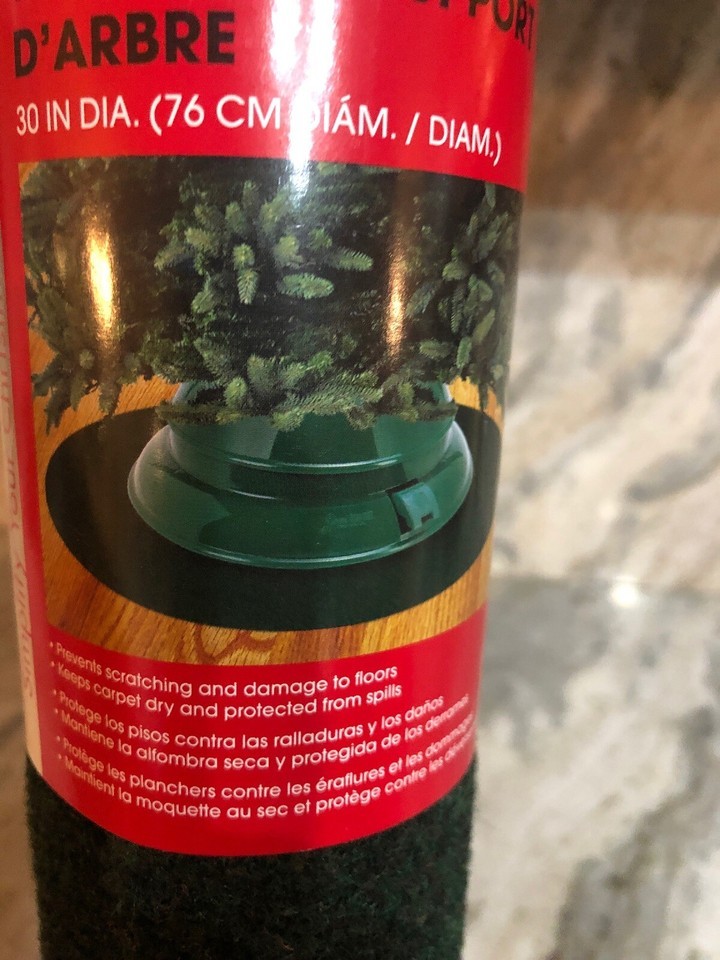 D'ARBRE
30 IN DIA. (76 CM DIÁM. / DIAM.)
• Prevents scratching and damage to floors
• Keeps carpet dry and protected from spills
• Protege los pisos contra las ralladuras y los daños
• Mantiene la alfombra seca y protegida de los derrames
• Protège les planchers contre les éraflures et les
• Maintient la moquette au sec et protège contre les